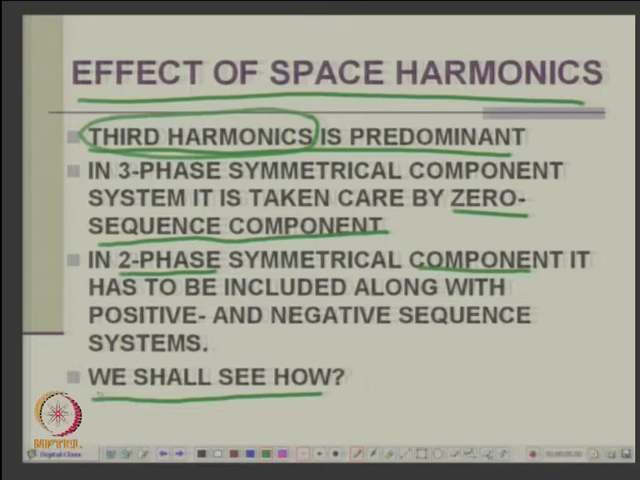 EFFECT OF SPACE HARMONICS
THIRD HARMONICS IS PREDOMINANT
IN 3-PHASE SYMMETRICAL COMPONENT
SYSTEM IT IS TAKEN CARE BY ZERO-
SEQUENCE COMPONENT
IN 2-PHASE SYMMETRICAL COMPONENT IT
HAS TO BE INCLUDED ALONG WITH
POSITIVE- AND NEGATIVE SEQUENCE
SYSTEMS.
WE SHALL SEE HOW?
NPTEL